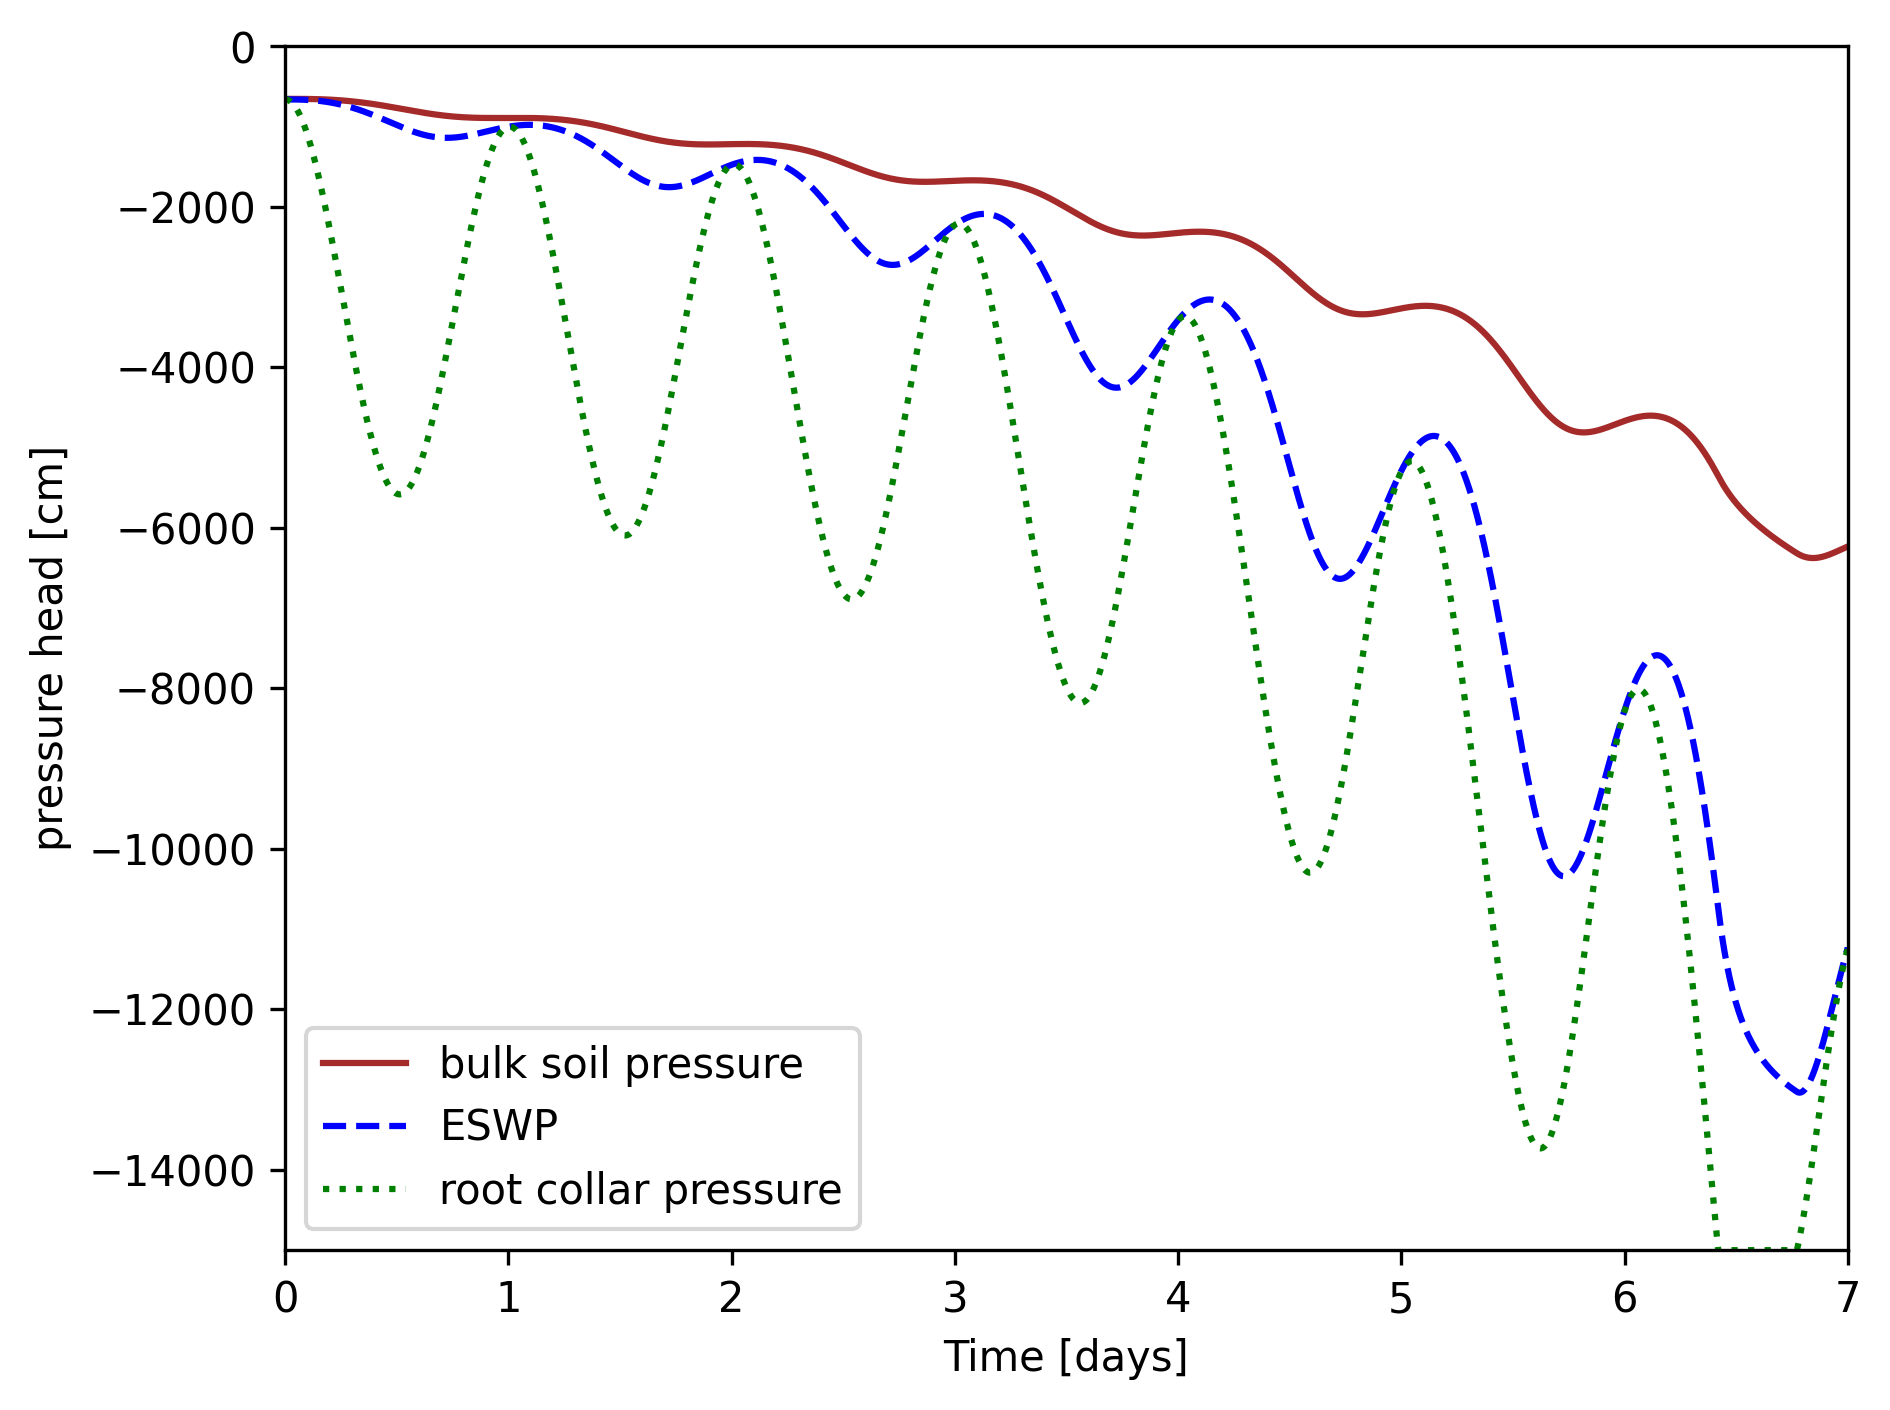 0
−2000
−4000
−6000
−8000
−10000
−12000
−14000
pressure head [cm]
bulk soil pressure
ESWP
root collar pressure
0 1 2 3 4 5 6 7
Time [days]